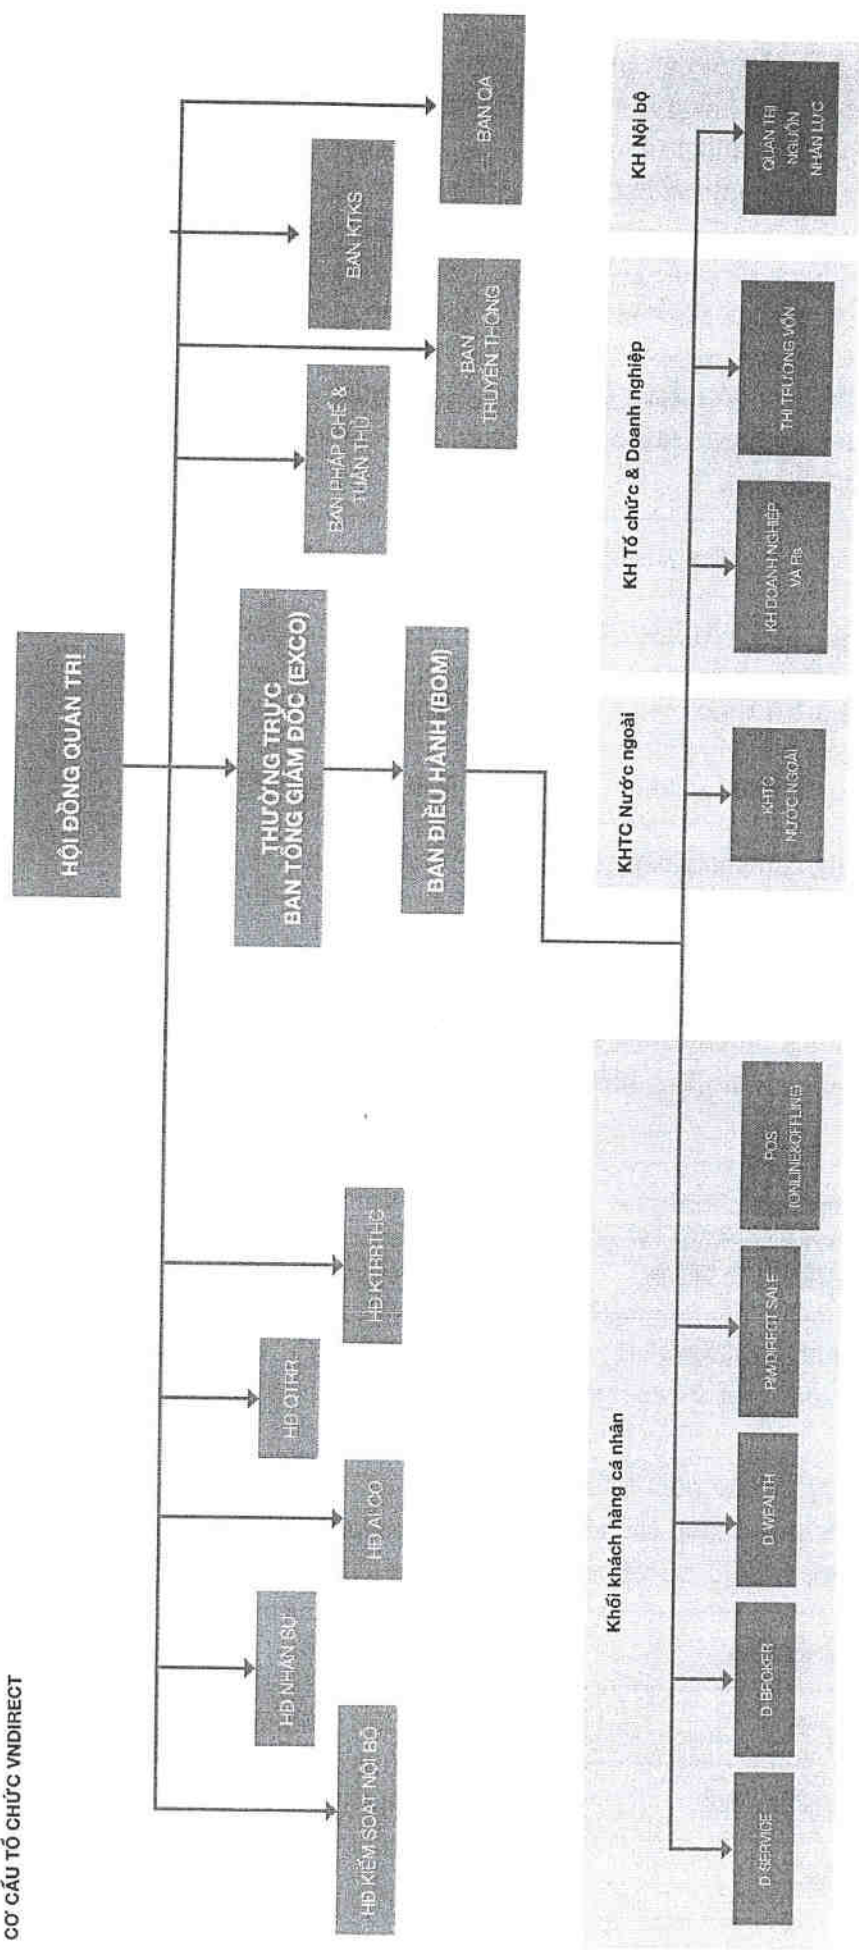 CƠ CẤU TỔ CHỨC VNDIRECT
HỘI ĐỒNG QUẢN TRỊ
THƯỜNG TRỰC
BAN TỔNG GIÁM ĐỐC (EXCO)
BAN ĐIỀU HÀNH (BOM)
HĐ KIỂM SOÁT NỘI BỘ
HĐ NHÂN SỰ
HĐ ALCO
HĐ QTRR
HĐ KTRRTHC
BAN PHÁP CHẾ &
TUÂN THỦ
BAN
TRUYỀN THÔNG
BAN KTKS
BAN QA
Khối khách hàng cá nhân
D-SERVICE
D-BROKER
D-WEALTH
RM/DIRECT SALE
POS
(ONLINE&OFFLINE)
KHTC Nước ngoài
KHTC
NƯỚC NGOÀI
KH Tổ chức & Doanh nghiệp
KH DOANH NGHIỆP
VÀ FIs
THỊ TRƯỜNG VỐN
KH Nội bộ
QUẢN TRỊ
NGUỒN
NHÂN LỰC